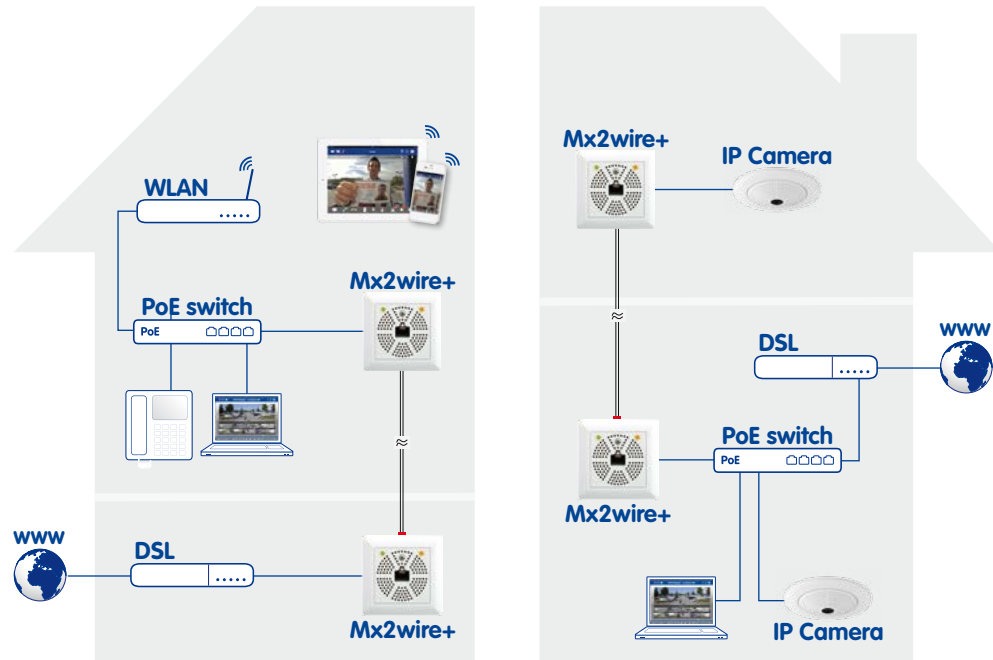 WLAN
Mx2wire+
PoE switch
PoE
www
DSL
Mx2wire+
Mx2wire+
IP Camera
DSL
www
PoE switch
PoE
Mx2wire+
IP Camera